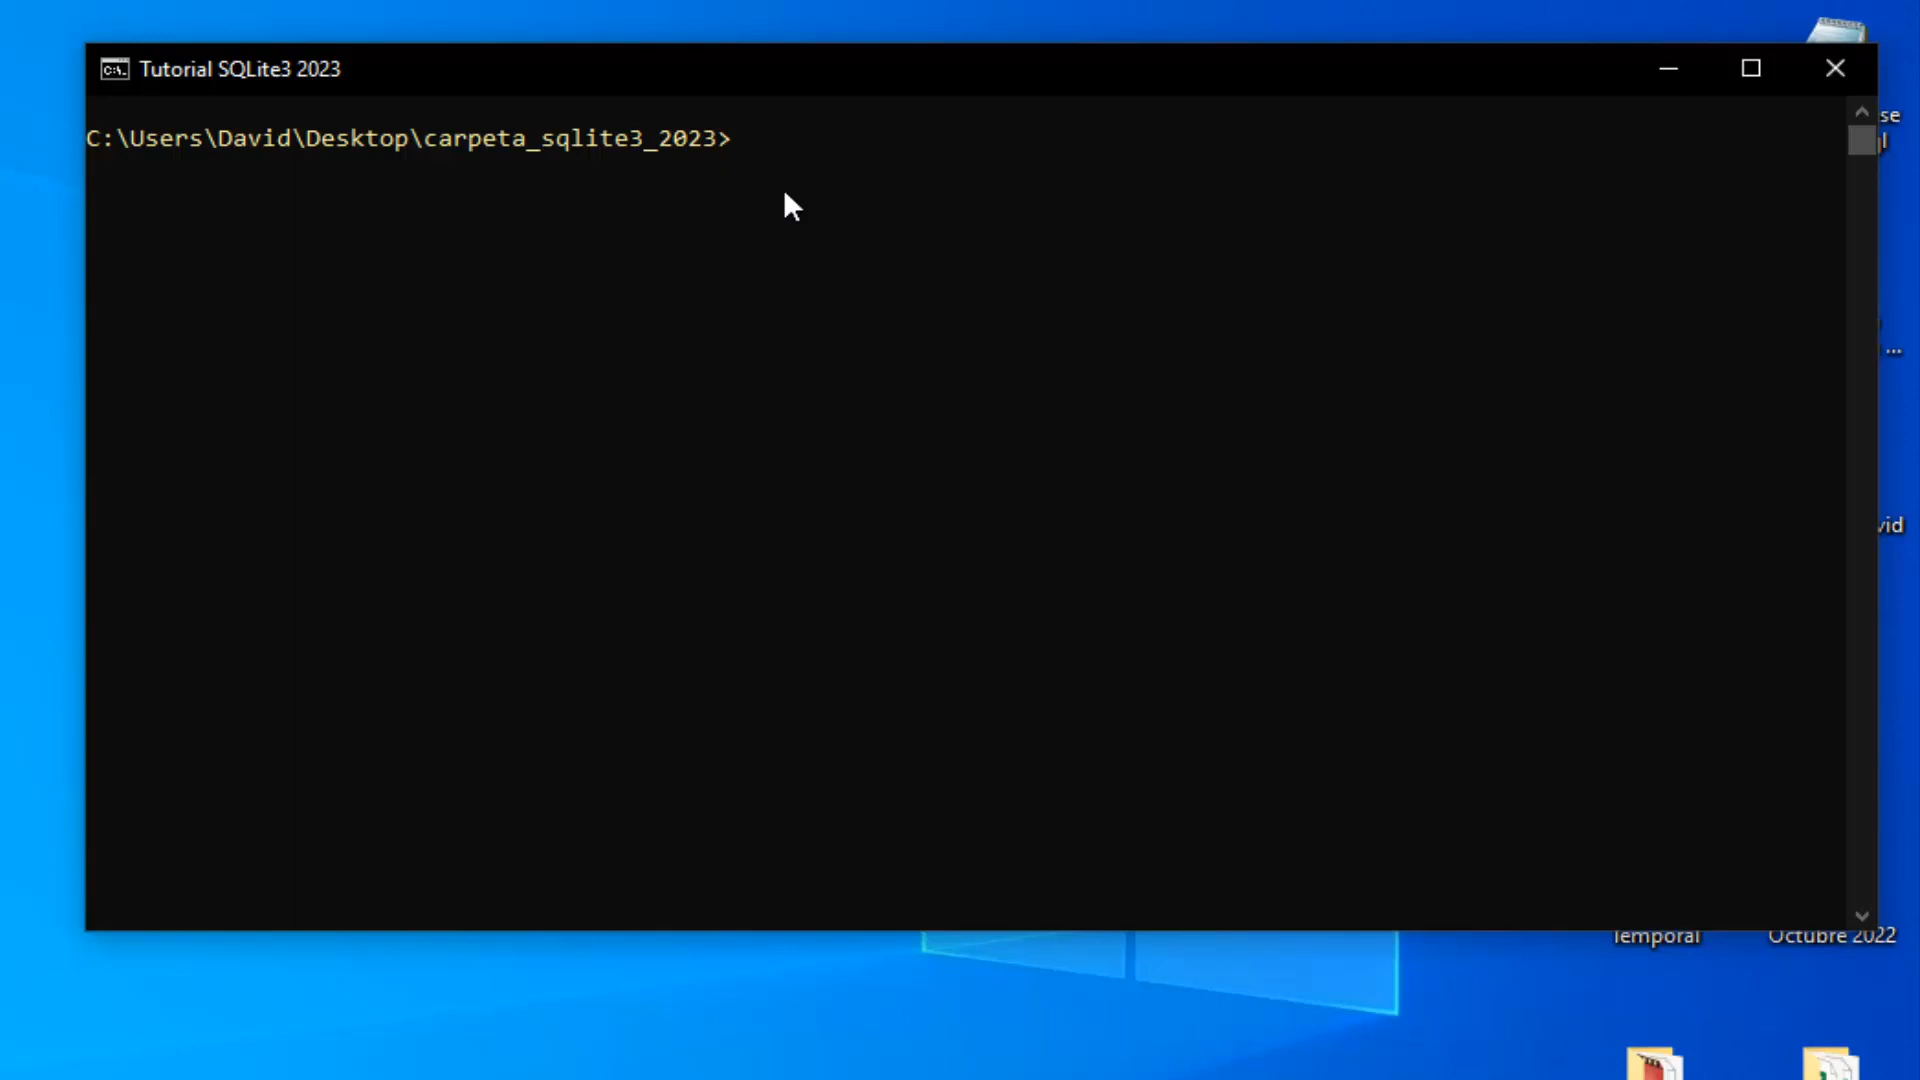 Tutorial SQLite3 2023
C:\Users\David\Desktop\carpeta_sqlite3_2023>
...
Temporal
Octubre 2022